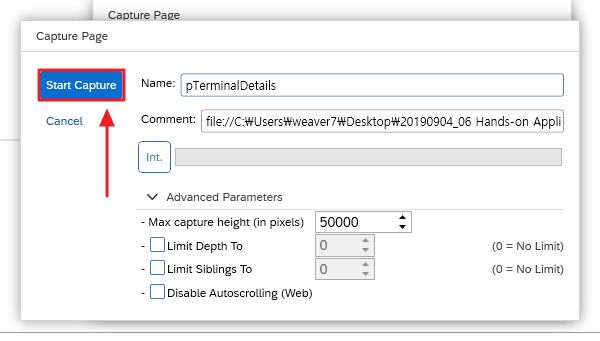 Capture Page
Capture Page
Start Capture
Name: pTerminalDetails
Cancel
Comment: file://C:₩Users₩weaver7₩Desktop₩20190904_06 Hands-on Appli
Int.
Advanced Parameters
- Max capture height (in pixels) 50000
- Limit Depth To 0 (0 = No Limit)
- Limit Siblings To 0 (0 = No Limit)
- Disable Autoscrolling (Web)